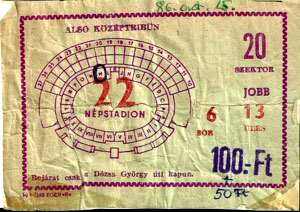 86. okt. 15.
ALSÓ KÖZÉPTRIBÜN
20
SZEKTOR
JOBB
22
NÉPSTADION
6
SOR
13
ÜLÉS
100.-Ft
+
50 Ft
Bejárat csak a Dózsa György úti kapun.